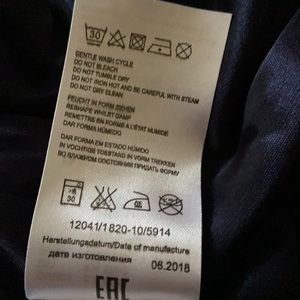 30
GENTLE WASH CYCLE
DO NOT BLEACH
DO NOT TUMBLE DRY
DO NOT IRON HOT AND BE CAREFUL WITH STEAM
DO NOT DRY CLEAN
FEUCHT IN FORM ZIEHEN
RESHAPE WHILST DAMP
REMETTRE EN FORME A L'ÉTAT HUMIDE
DAR FORMA HÚMEDO
DAR FORMA EM ESTADO HÚMIDO
IN VOCHTIGE TOESTAND IN VORM TREKKEN
ВО ВЛАЖНОМ СОСТОЯНИИ ПРИДАТЬ ФОРМУ
30
12041/1820-10/5914
Herstellungsdatum/Date of manufacture
дата изготовления 06.2018
EAC